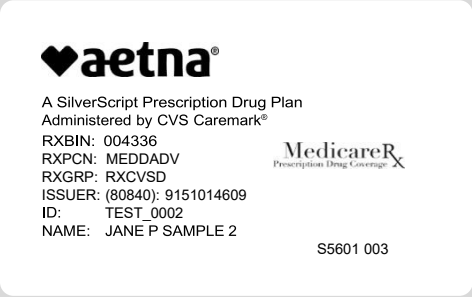 aetna®
A SilverScript Prescription Drug Plan
Administered by CVS Caremark®
RXBIN: 004336
RXPCN: MEDDADV
RXGRP: RXCVSD
ISSUER: (80840): 9151014609
ID: TEST_0002
NAME: JANE P SAMPLE 2
MedicareRx
Prescription Drug Coverage
S5601 003